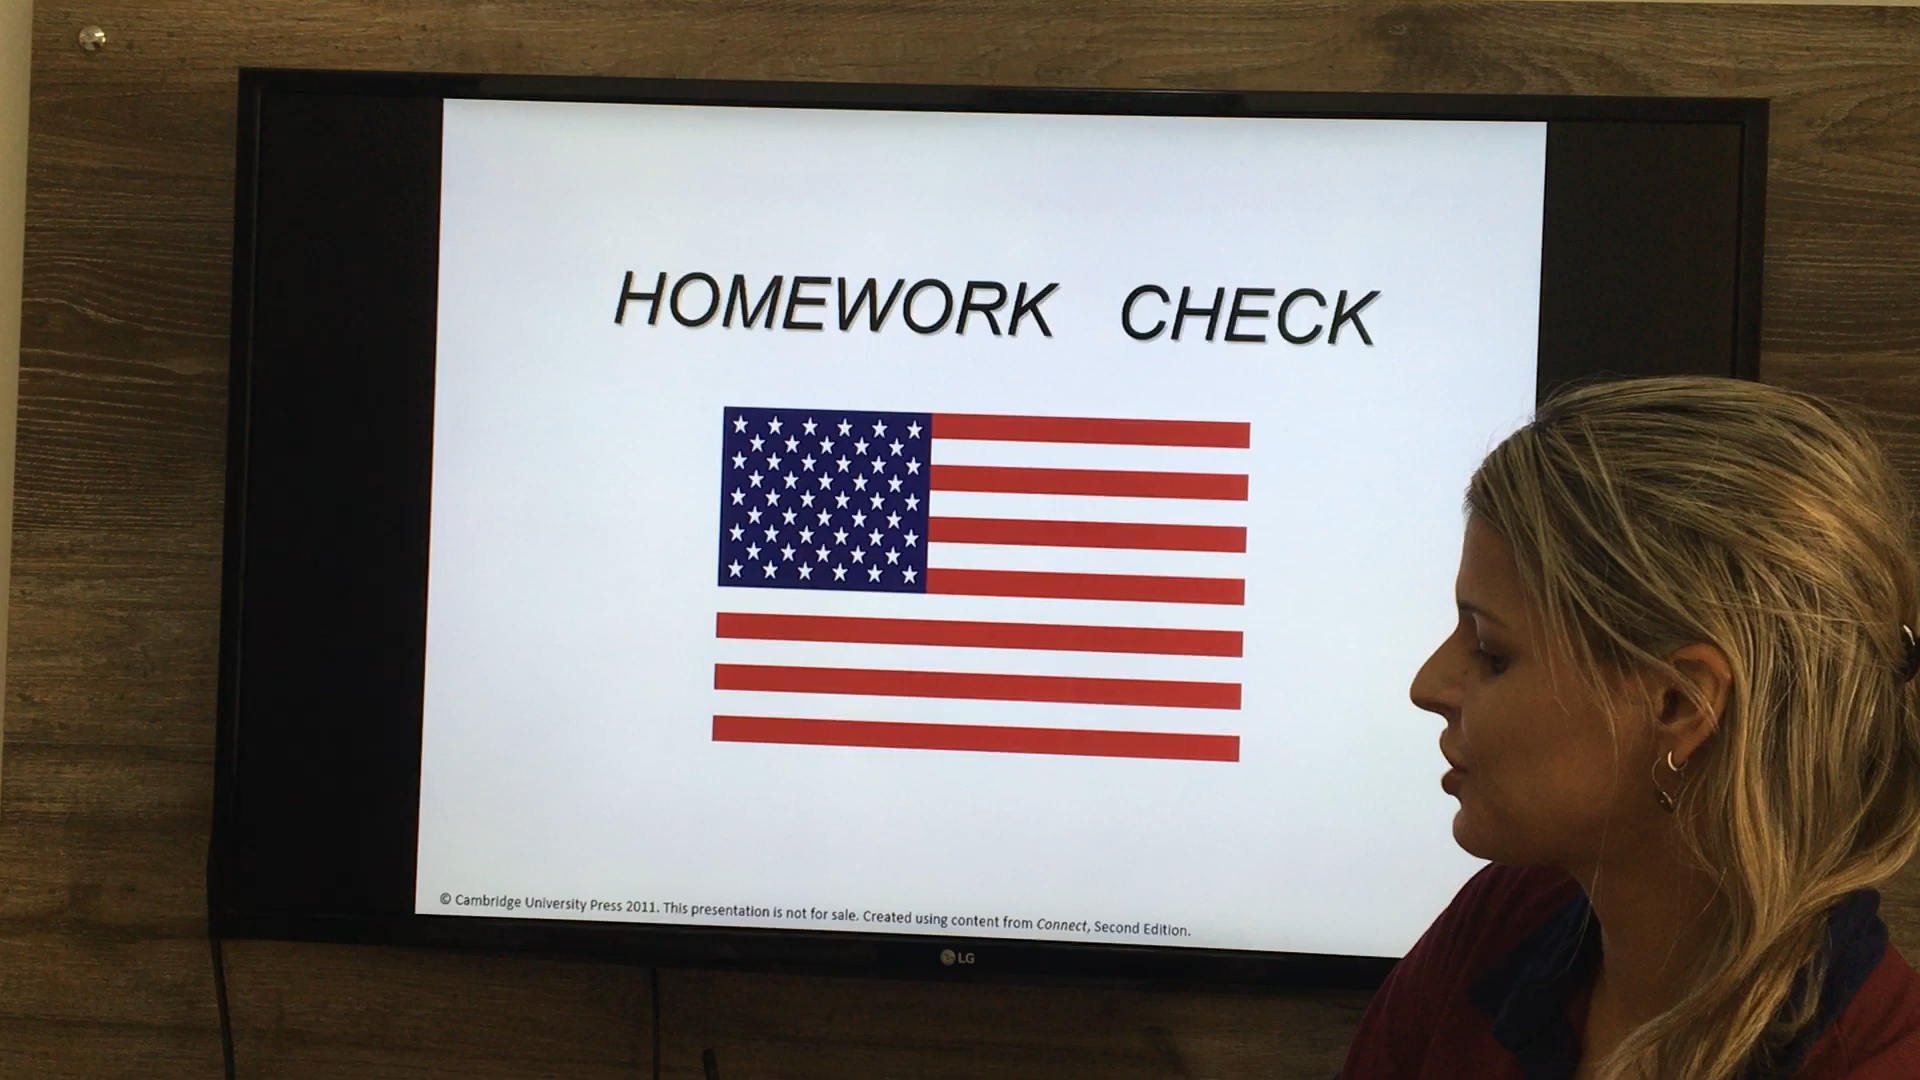 HOMEWORK CHECK
© Cambridge University Press 2011. This presentation is not for sale. Created using content from Connect, Second Edition.
LG